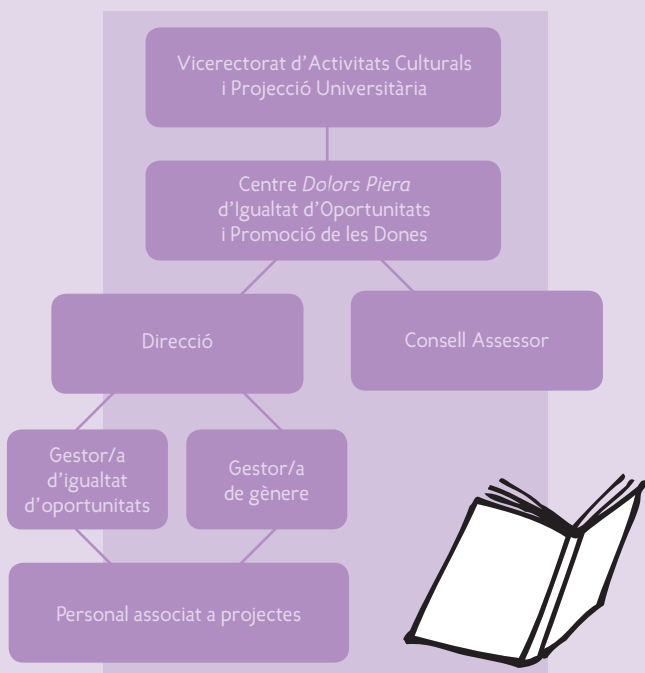 Vicerectorat d'Activitats Culturals
i Projecció Universitària
Centre Dolors Piera
d'Igualtat d'Oportunitats
i Promoció de les Dones
Direcció
Consell Assessor
Gestor/a
d'igualtat
d'oportunitats
Gestor/a
de gènere
Personal associat a projectes